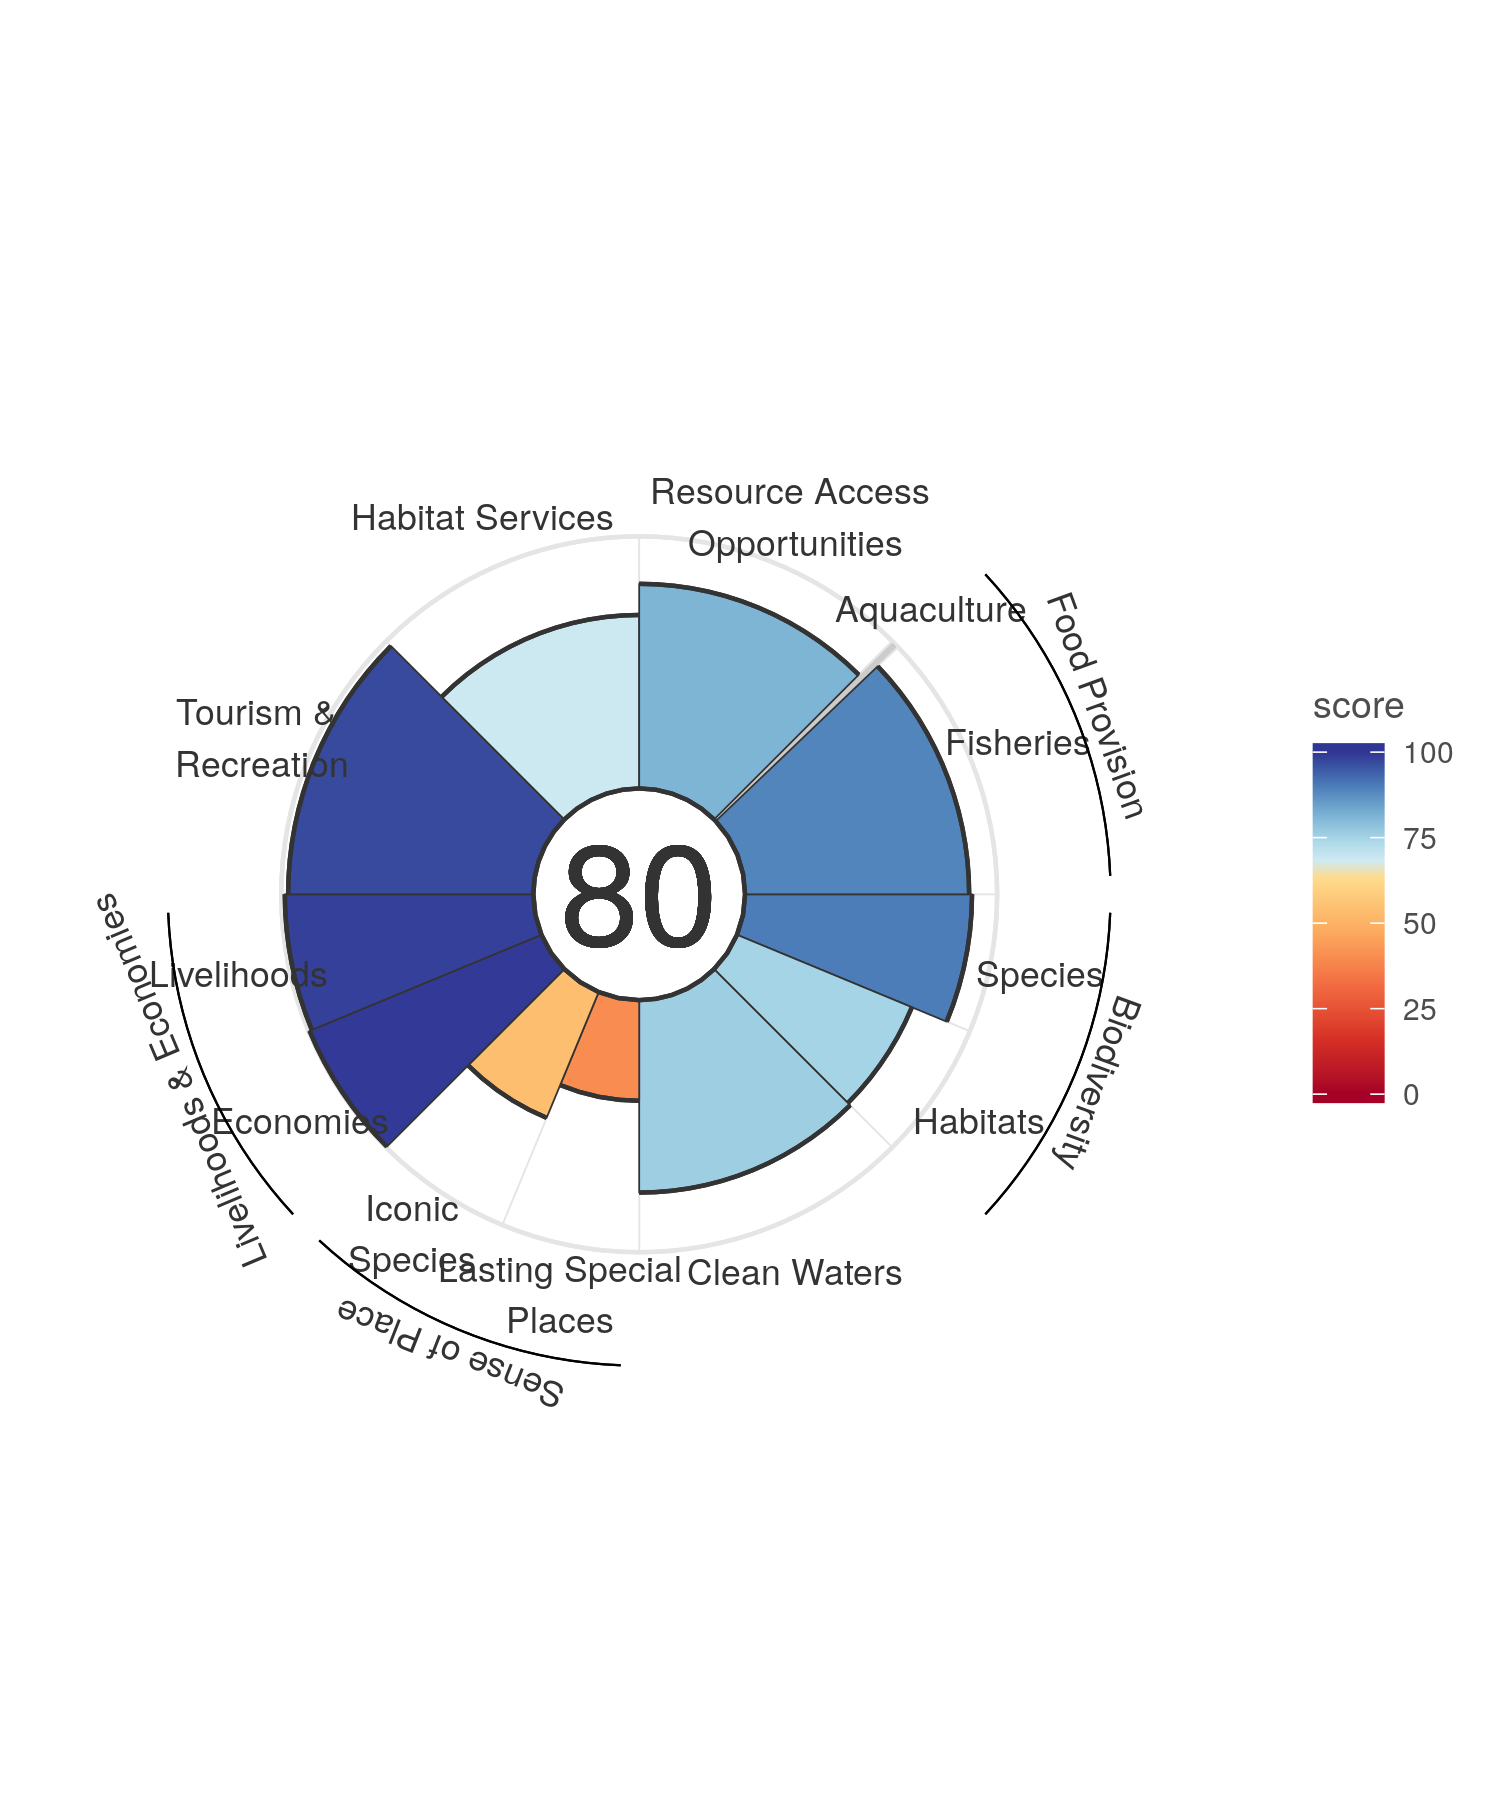 Resource Access
Opportunities
Habitat Services
Aquaculture
Food Provision
Fisheries
Tourism &
Recreation
80
Livelihoods
Species
Livelihoods & Economies
Biodiversity
Economies
Habitats
Iconic
Species
Lasting Special
Places
Clean Waters
Sense of Place
score
100
75
50
25
0